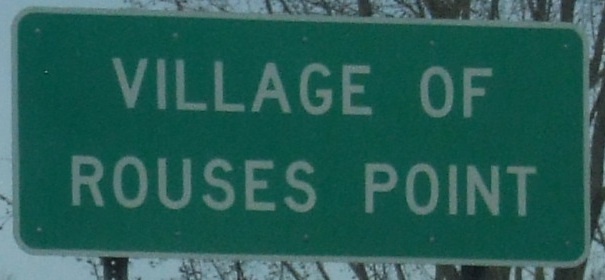 VILLAGE OF
ROUSES POINT